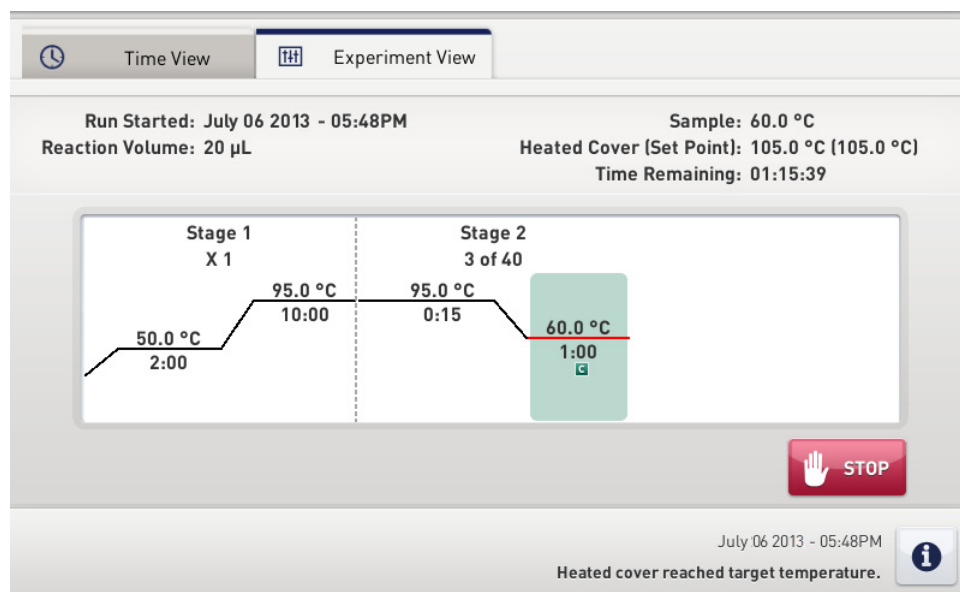 Time View
Experiment View
Run Started: July 06 2013 - 05:48PM
Reaction Volume: 20 µL
Sample: 60.0 °C
Heated Cover (Set Point): 105.0 °C (105.0 °C)
Time Remaining: 01:15:39
Stage 1
X 1
Stage 2
3 of 40
50.0 °C
2:00
95.0 °C
10:00
95.0 °C
0:15
60.0 °C
1:00
C
STOP
July 06 2013 - 05:48PM
Heated cover reached target temperature.